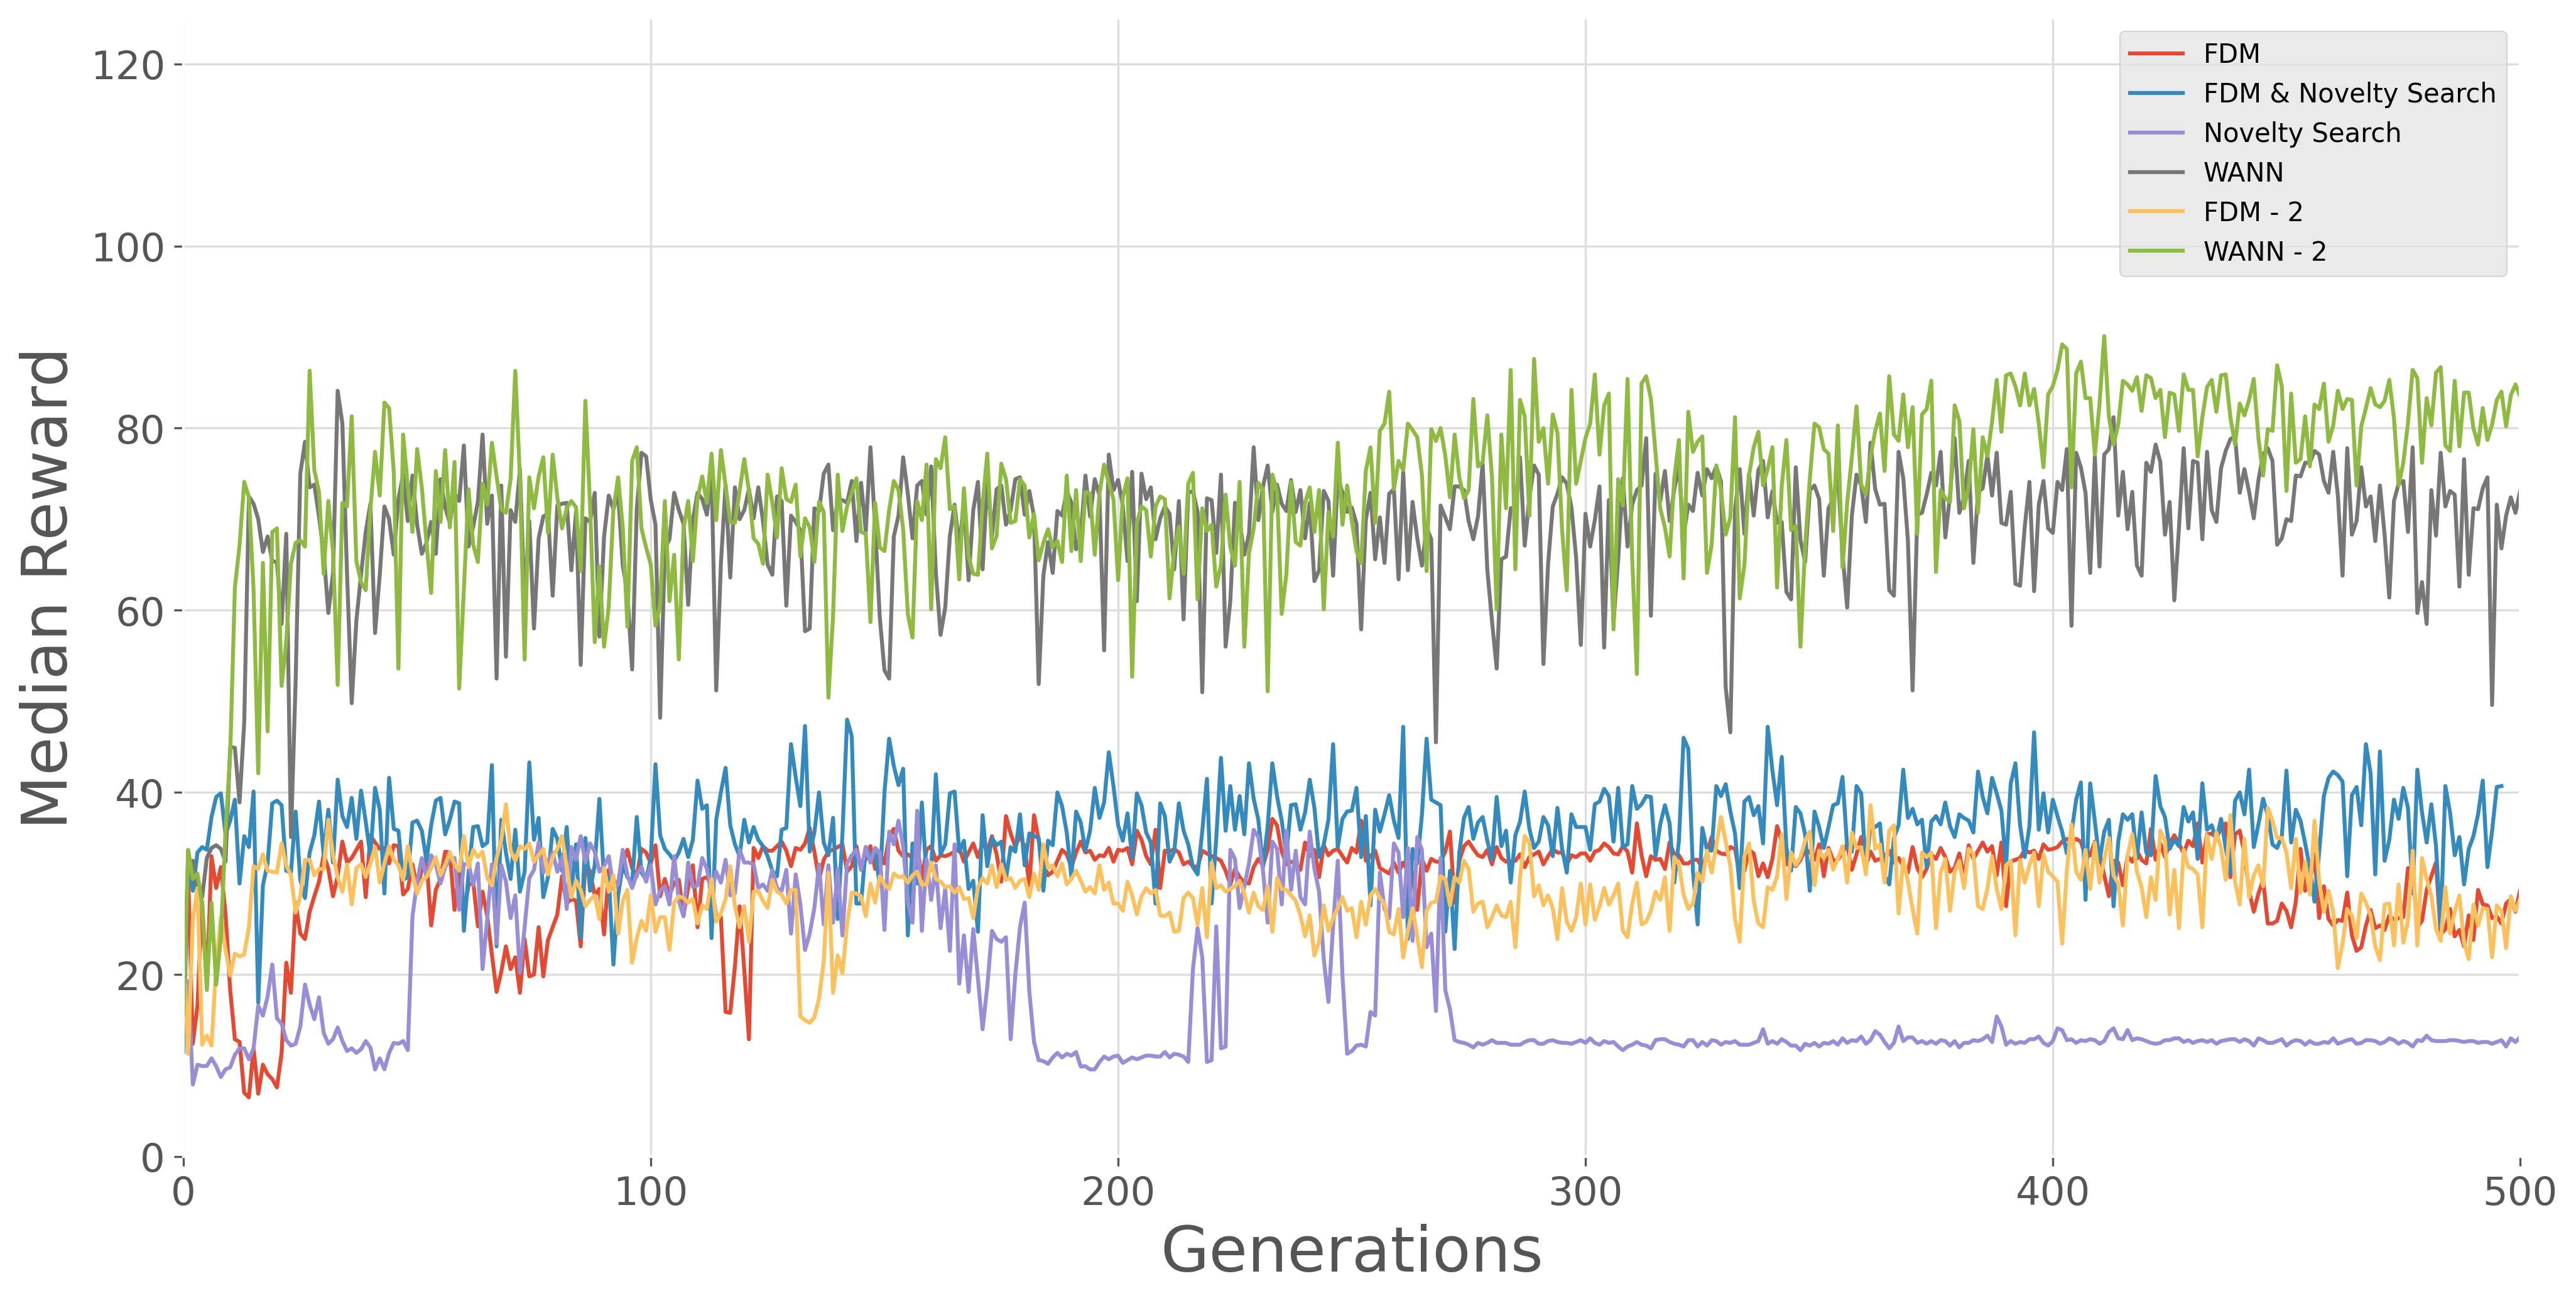 120
100
80
60
40
20
0
Median Reward
0 100 200 300 400 500
Generations
FDM
FDM & Novelty Search
Novelty Search
WANN
FDM - 2
WANN - 2